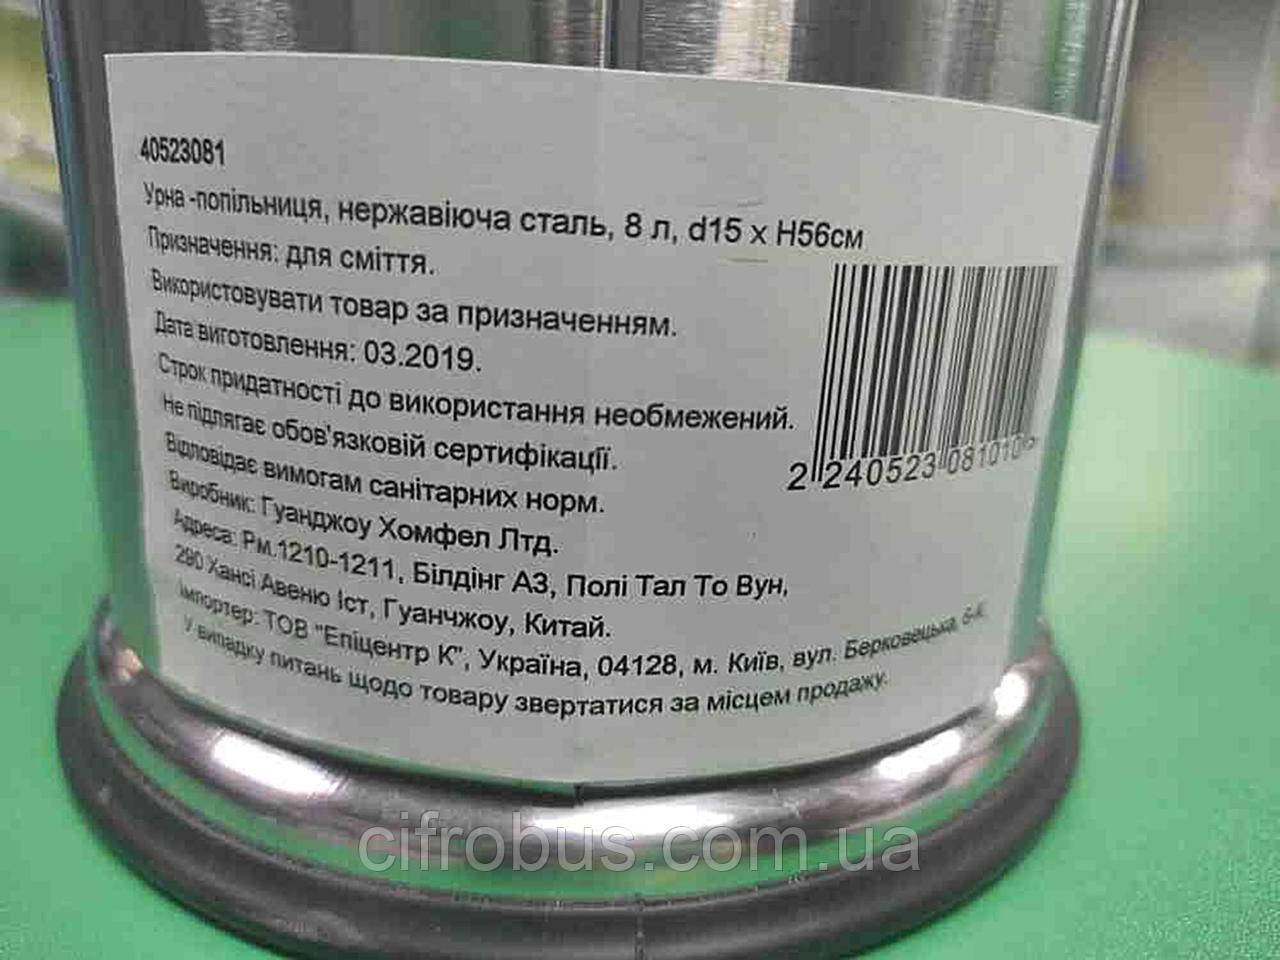 40523081
Урна -попільниця, нержавіюча сталь, 8 л, d15 x H56см
Призначення: для сміття.
Використовувати товар за призначенням.
Дата виготовлення: 03.2019.
Строк придатності до використання необмежений.
Не підлягає обов'язковій сертифікації.
Відповідає вимогам санітарних норм.
Виробник: Гуанджоу Хомфел Лтд.
Адреса: Рм.1210-1211, Білдінг А3, Полі Тал То Вун,
290 Хансі Авеню Іст, Гуанчжоу, Китай.
Імпортер: ТОВ "Епіцентр К", Україна, 04128, м. Київ, вул. Берковецька, 6-К.
У випадку питань щодо товару звертатися за місцем продажу.
2 240523 081010
cifrobus.com.ua